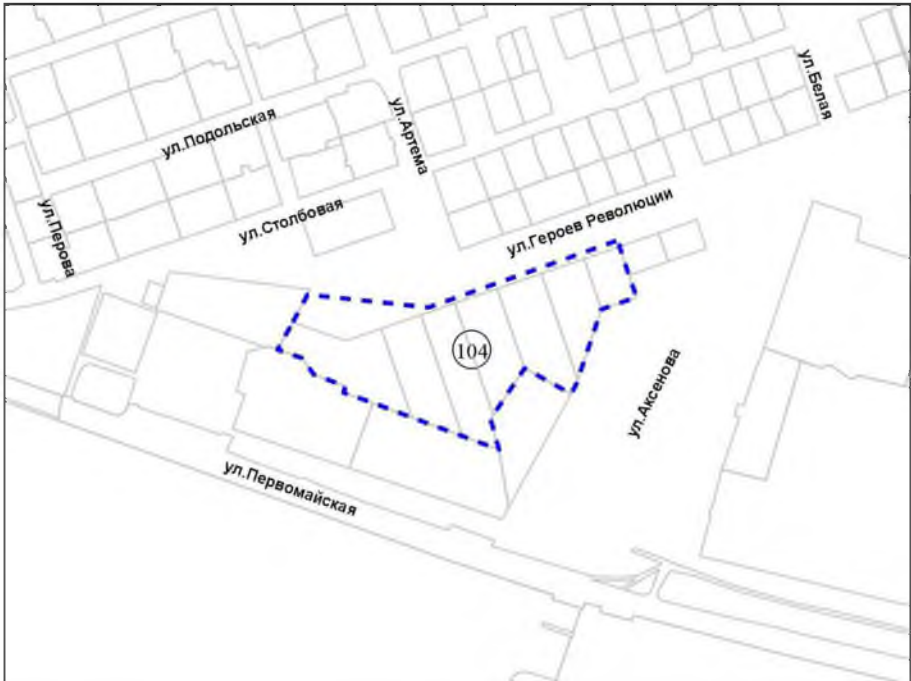 ул.Белая
ул.Подольская
ул.Артема
ул.Перова
ул.Столбовая
ул.Героев Революции
104
ул.Аксенова
ул.Первомайская